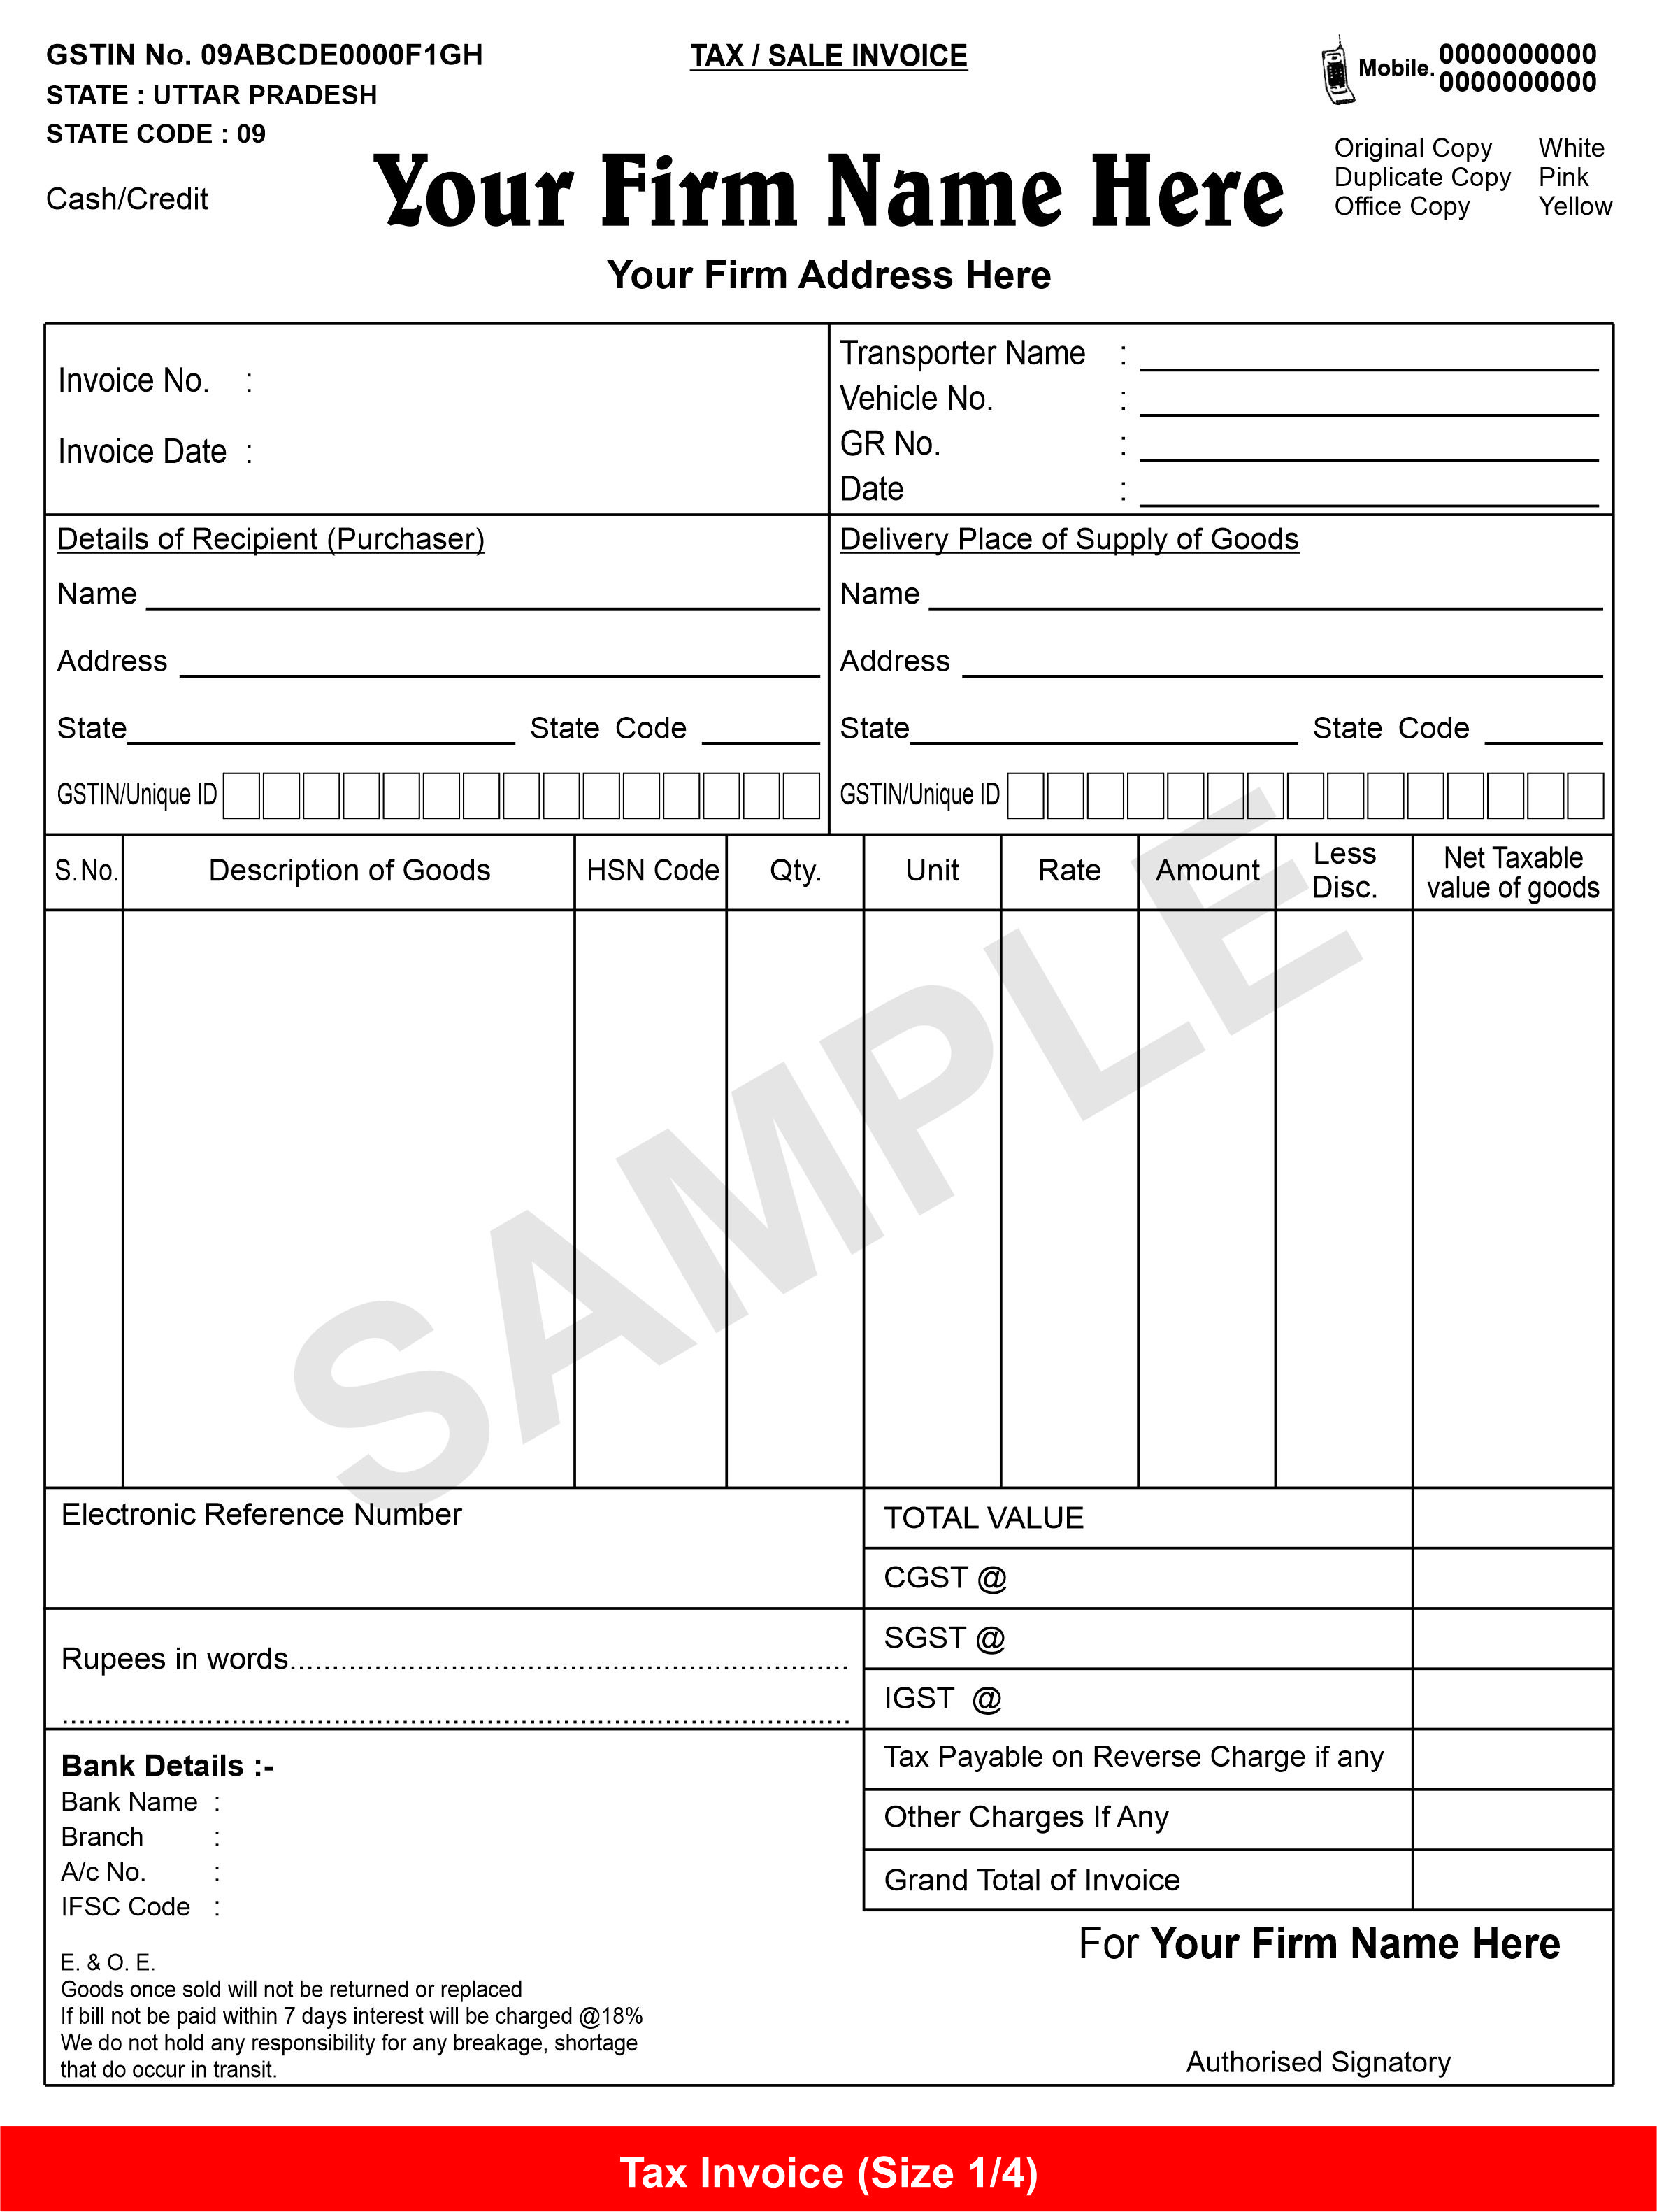 GSTIN No. 09ABCDE0000F1GH
STATE : UTTAR PRADESH
STATE CODE : 09
Cash/Credit
TAX / SALE INVOICE
Mobile. 0000000000
0000000000
Original Copy White
Duplicate Copy Pink
Office Copy Yellow
Your Firm Name Here
Your Firm Address Here
Invoice No. :
Invoice Date :
Transporter Name :
Vehicle No. :
GR No. :
Date :
Details of Recipient (Purchaser)
Name
Address
State State Code
GSTIN/Unique ID
Delivery Place of Supply of Goods
Name
Address
State State Code
GSTIN/Unique ID
S.No. Description of Goods HSN Code Qty. Unit Rate Amount Less Disc. Net Taxable value of goods
SAMPLE
Electronic Reference Number
Rupees in words.................................................................
..........................................................................................
TOTAL VALUE
CGST @
SGST @
IGST @
Tax Payable on Reverse Charge if any
Other Charges If Any
Grand Total of Invoice
Bank Details :-
Bank Name :
Branch :
A/c No. :
IFSC Code :
E. & O. E.
Goods once sold will not be returned or replaced
If bill not be paid within 7 days interest will be charged @18%
We do not hold any responsibility for any breakage, shortage
that do occur in transit.
For Your Firm Name Here
Authorised Signatory
Tax Invoice (Size 1/4)